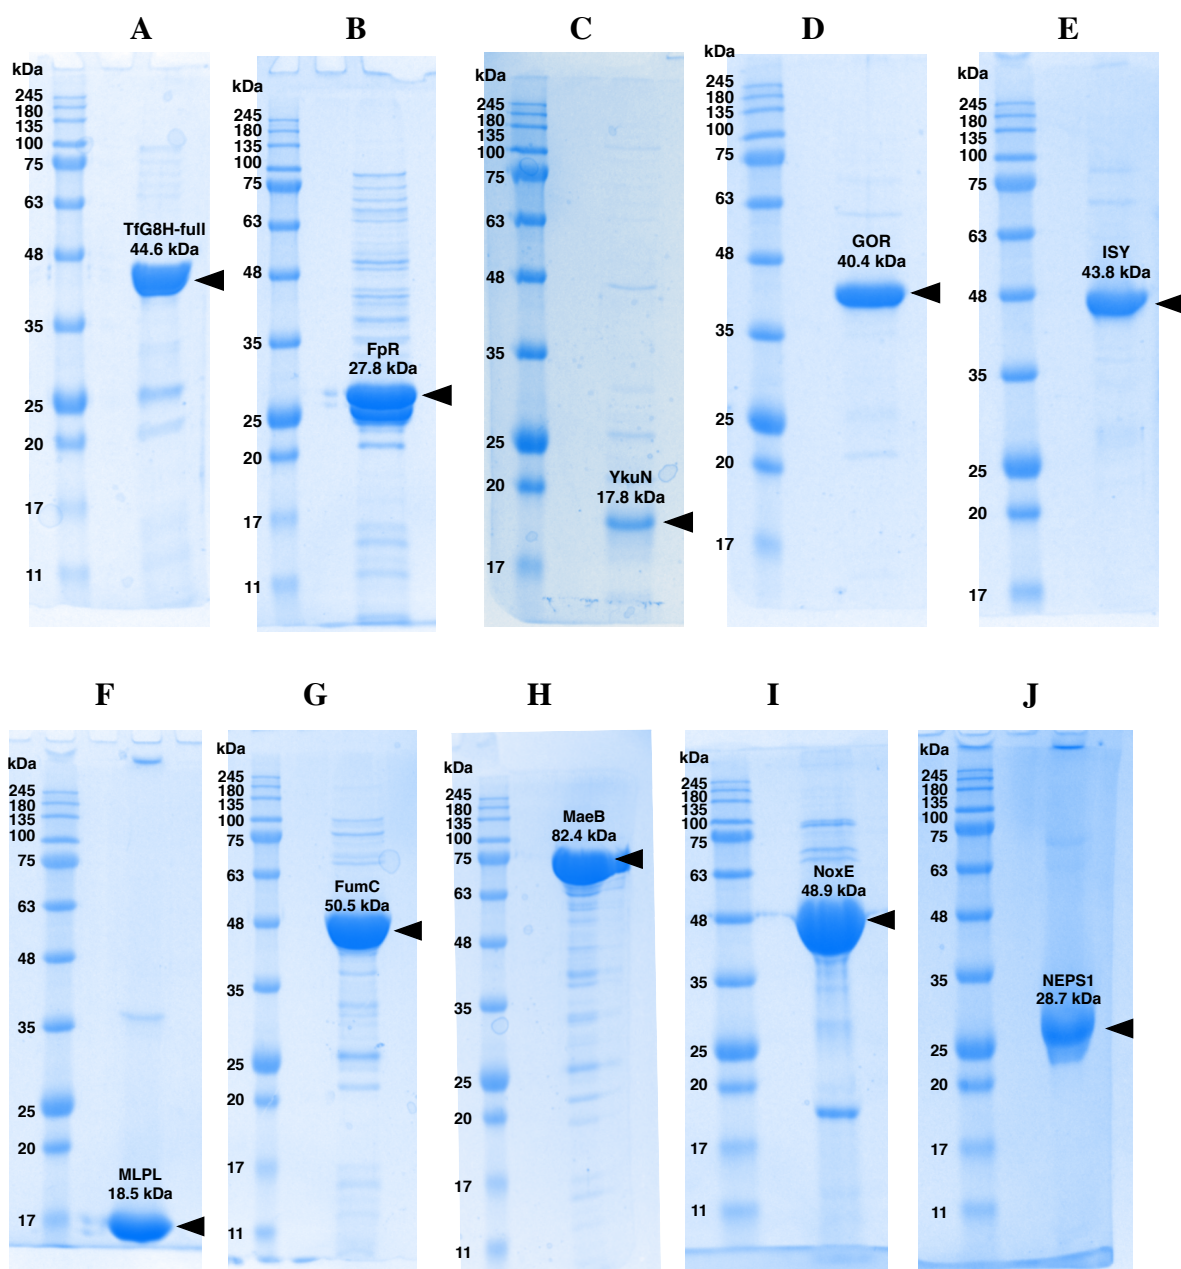 A
B
C
D
E
kDa
245
180
135
100
75
63
48
35
25
20
17
11
TfG8H-full
44.6 kDa
kDa
245
180
135
100
75
63
48
35
25
20
17
11
FpR
27.8 kDa
kDa
245
180
135
100
75
63
48
35
25
20
17
YkuN
17.8 kDa
kDa
245
180
135
100
75
63
48
35
25
20
17
GOR
40.4 kDa
kDa
245
180
135
100
75
63
48
35
25
20
17
ISY
43.8 kDa
F
G
H
I
J
kDa
245
180
135
100
75
63
48
35
25
20
17
MLPL
18.5 kDa
kDa
245
180
135
100
75
63
48
35
25
20
17
11
FumC
50.5 kDa
kDa
245
180
135
100
75
63
48
35
25
20
17
11
MaeB
82.4 kDa
kDa
245
180
135
100
75
63
48
35
25
20
17
11
NoxE
48.9 kDa
kDa
245
180
135
100
75
63
48
35
25
20
17
11
NEPS1
28.7 kDa